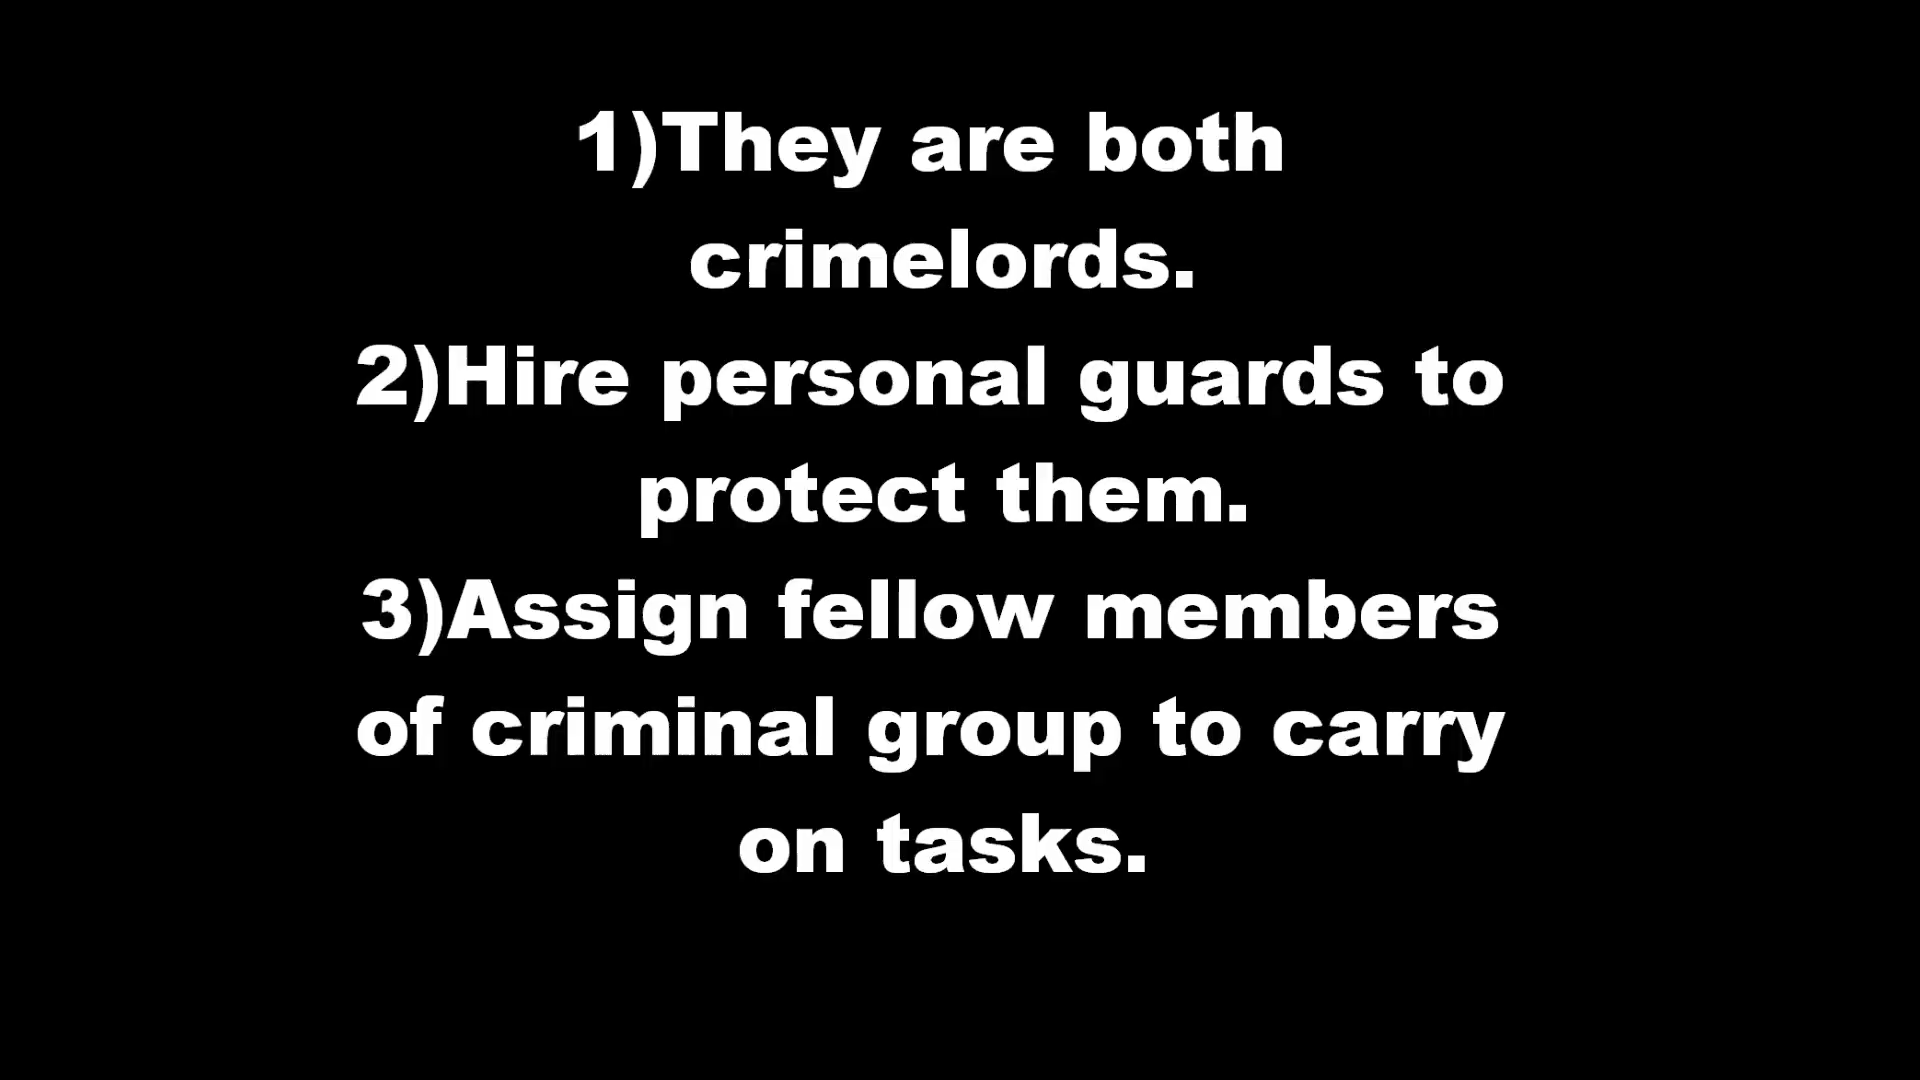 1)They are both
crimelords.
2)Hire personal guards to
protect them.
3)Assign fellow members
of criminal group to carry
on tasks.